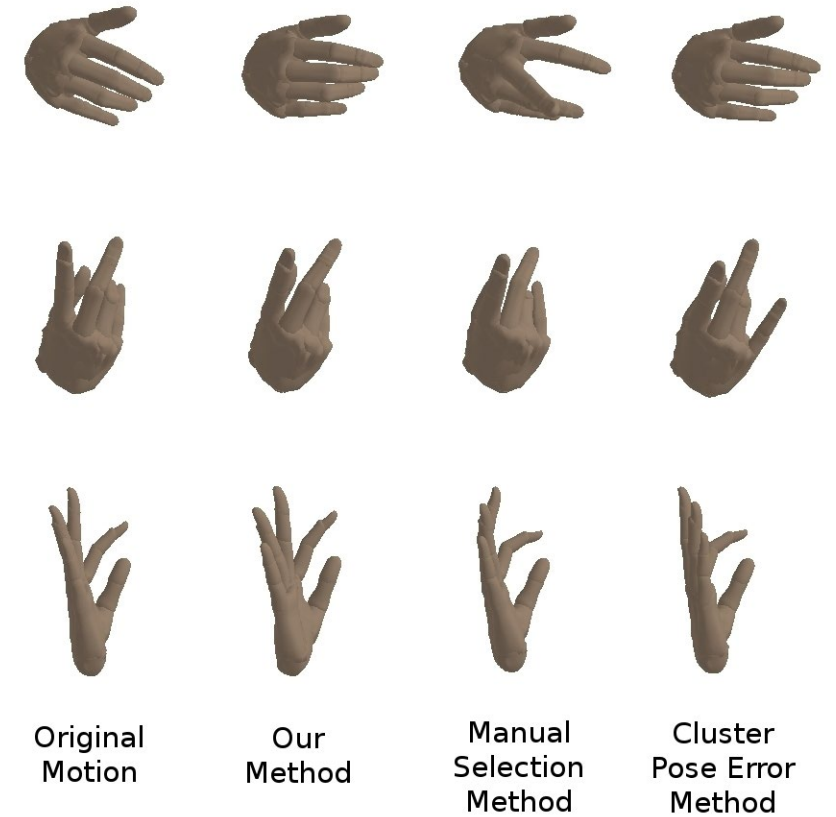 Original
Motion
Our
Method
Manual
Selection
Method
Cluster
Pose Error
Method